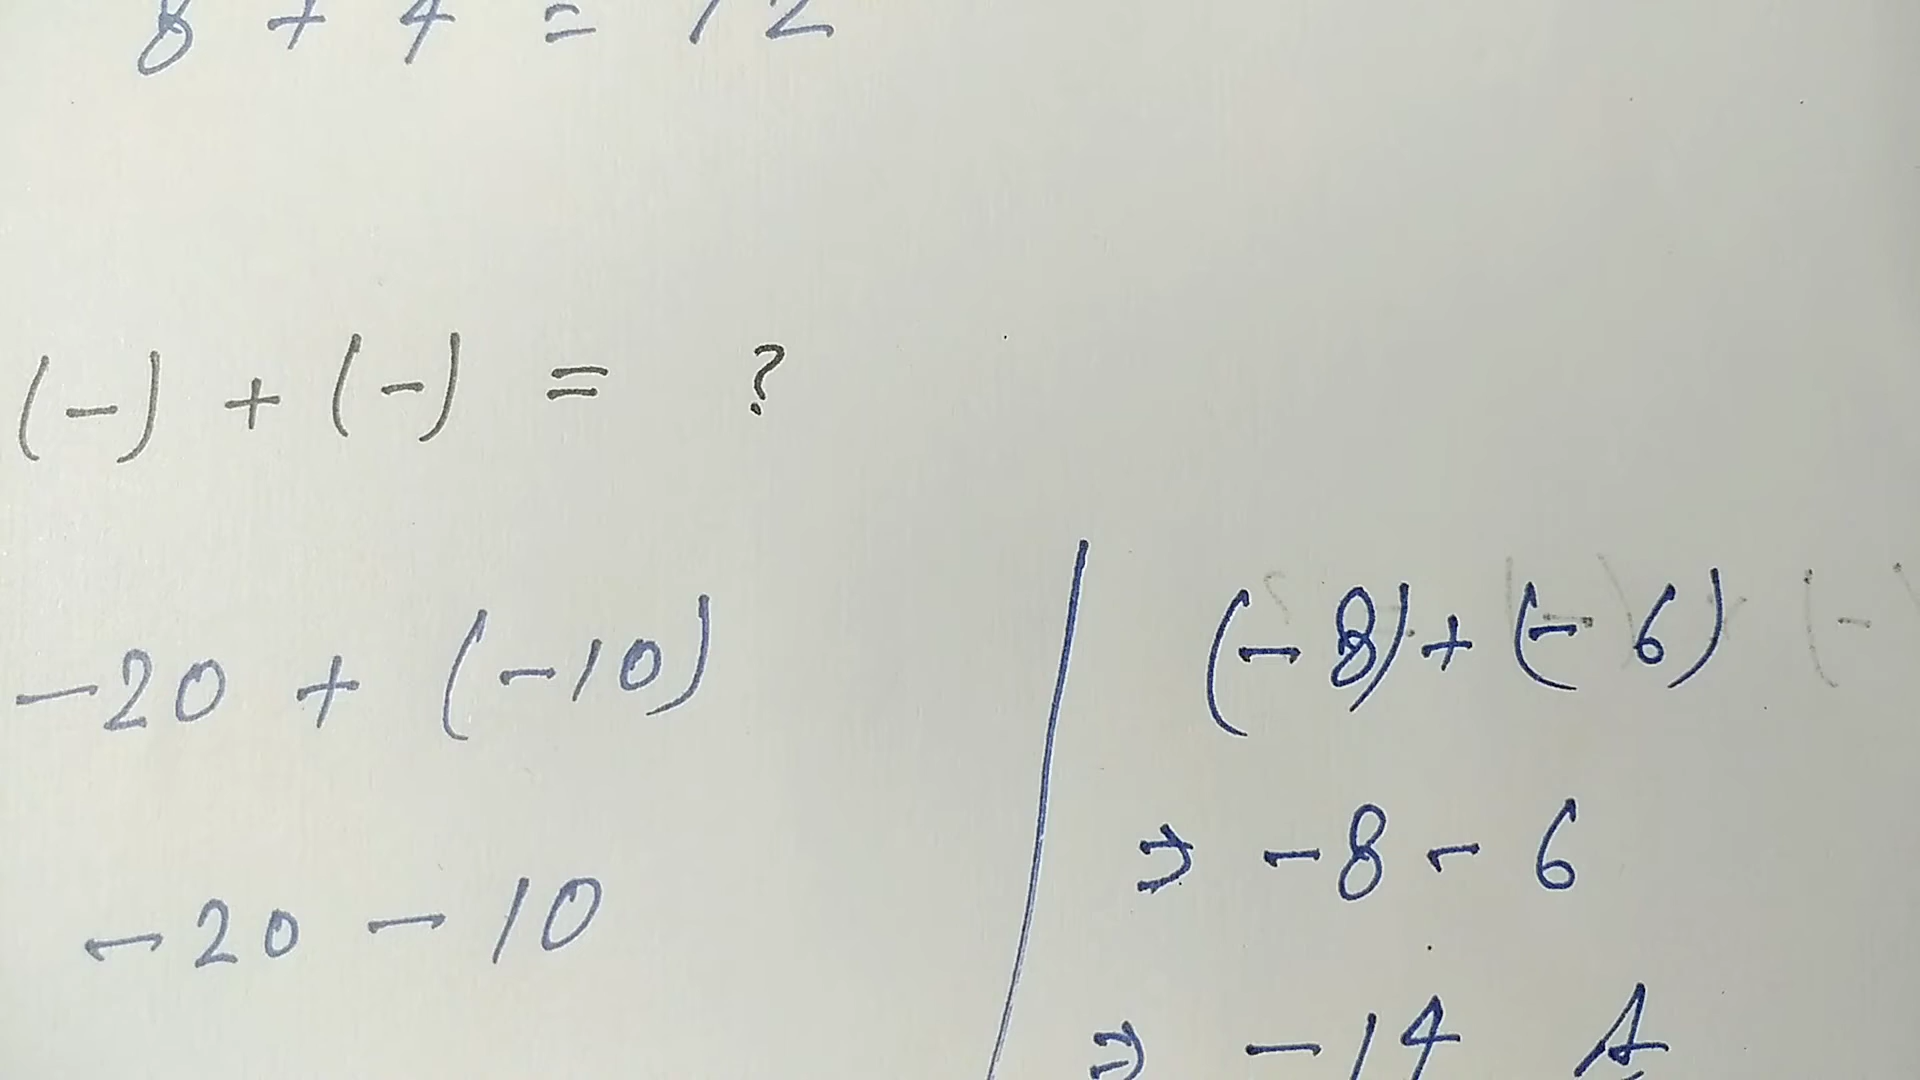 8 + 4 = 12
(-) + (-) = ?
-20 + (-10)
-20 - 10
(-8) + (-6)
⇒ -8 - 6
⇒ -14